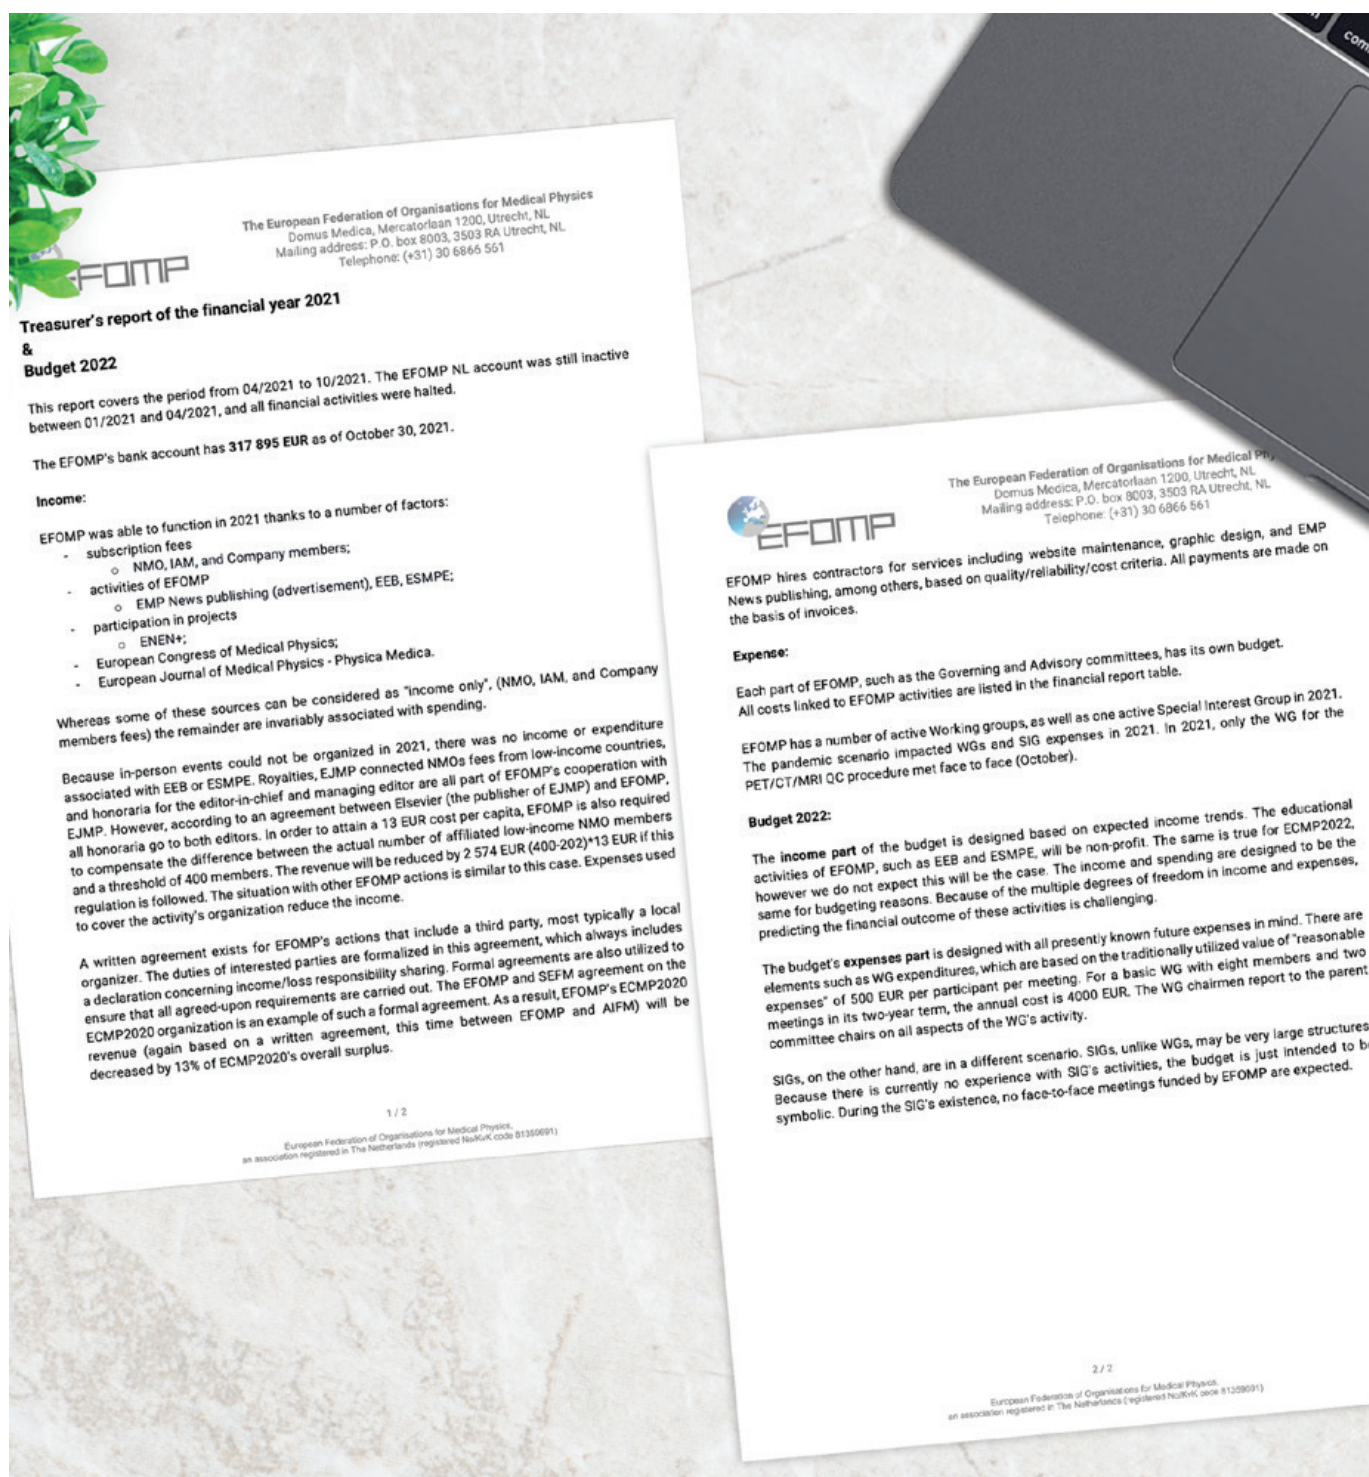 The European Federation of Organisations for Medical Physics
Domus Medica, Mercatorlaan 1200, Utrecht, NL
Mailing address: P.O. box 8003, 3503 RA Utrecht, NL
Telephone: (+31) 30 6866 561
EFOMP
Treasurer's report of the financial year 2021
&
Budget 2022
This report covers the period from 04/2021 to 10/2021. The EFOMP NL account was still inactive
between 01/2021 and 04/2021, and all financial activities were halted.
The EFOMP's bank account has 317 895 EUR as of October 30, 2021.
Income:
EFOMP was able to function in 2021 thanks to a number of factors:
- subscription fees
o NMO, IAM, and Company members;
- activities of EFOMP
o EMP News publishing (advertisement), EEB, ESMPE;
- participation in projects
o ENEN+;
- European Congress of Medical Physics;
- European Journal of Medical Physics - Physica Medica.
Whereas some of these sources can be considered as "income only", (NMO, IAM, and Company
members fees) the remainder are invariably associated with spending.
Because in-person events could not be organized in 2021, there was no income or expenditure
associated with EEB or ESMPE. Royalties, EJMP connected NMOs fees from low-income countries,
and honoraria for the editor-in-chief and managing editor are all part of EFOMP's cooperation with
EJMP. However, according to an agreement between Elsevier (the publisher of EJMP) and EFOMP,
all honoraria go to both editors. In order to attain a 13 EUR cost per capita, EFOMP is also required
to compensate the difference between the actual number of affiliated low-income NMO members
and a threshold of 400 members. The revenue will be reduced by 2 574 EUR (400-202)*13 EUR if this
regulation is followed. The situation with other EFOMP actions is similar to this case. Expenses used
to cover the activity's organization reduce the income.
A written agreement exists for EFOMP's actions that include a third party, most typically a local
organizer. The duties of interested parties are formalized in this agreement, which always includes
a declaration concerning income/loss responsibility sharing. Formal agreements are also utilized to
ensure that all agreed-upon requirements are carried out. The EFOMP and SEFM agreement on the
ECMP2020 organization is an example of such a formal agreement. As a result, EFOMP's ECMP2020
revenue (again based on a written agreement, this time between EFOMP and AIFM) will be
decreased by 13% of ECMP2020's overall surplus.
1 / 2
European Federation of Organisations for Medical Physics,
an association registered in The Netherlands (registered No/KvK code 81359691)
The European Federation of Organisations for Medical
Domus Medica, Mercatorlaan 1200, Utrecht, NL
Mailing address: P.O. box 8003, 3503 RA Utrecht, NL
Telephone: (+31) 30 6866 561
EFOMP
EFOMP hires contractors for services including website maintenance, graphic design, and EMP
News publishing, among others, based on quality/reliability/cost criteria. All payments are made on
the basis of invoices.
Expense:
Each part of EFOMP, such as the Governing and Advisory committees, has its own budget.
All costs linked to EFOMP activities are listed in the financial report table.
EFOMP has a number of active Working groups, as well as one active Special Interest Group in 2021.
The pandemic scenario impacted WGs and SIG expenses in 2021. In 2021, only the WG for the
PET/CT/MRI QC procedure met face to face (October).
Budget 2022:
The income part of the budget is designed based on expected income trends. The educational
activities of EFOMP, such as EEB and ESMPE, will be non-profit. The same is true for ECMP2022,
however we do not expect this will be the case. The income and spending are designed to be the
same for budgeting reasons. Because of the multiple degrees of freedom in income and expenses,
predicting the financial outcome of these activities is challenging.
The budget's expenses part is designed with all presently known future expenses in mind. There are
elements such as WG expenditures, which are based on the traditionally utilized value of "reasonable
expenses" of 500 EUR per participant per meeting. For a basic WG with eight members and two
meetings in its two-year term, the annual cost is 4000 EUR. The WG chairmen report to the parent
committee chairs on all aspects of the WG's activity.
SIGs, on the other hand, are in a different scenario. SIGs, unlike WGs, may be very large structures
Because there is currently no experience with SIG's activities, the budget is just intended to
symbolic. During the SIG's existence, no face-to-face meetings funded by EFOMP are expected.
2 / 2
European Federation of Organisations for Medical Physics,
an association registered in The Netherlands (registered No/KvK code 81359691)